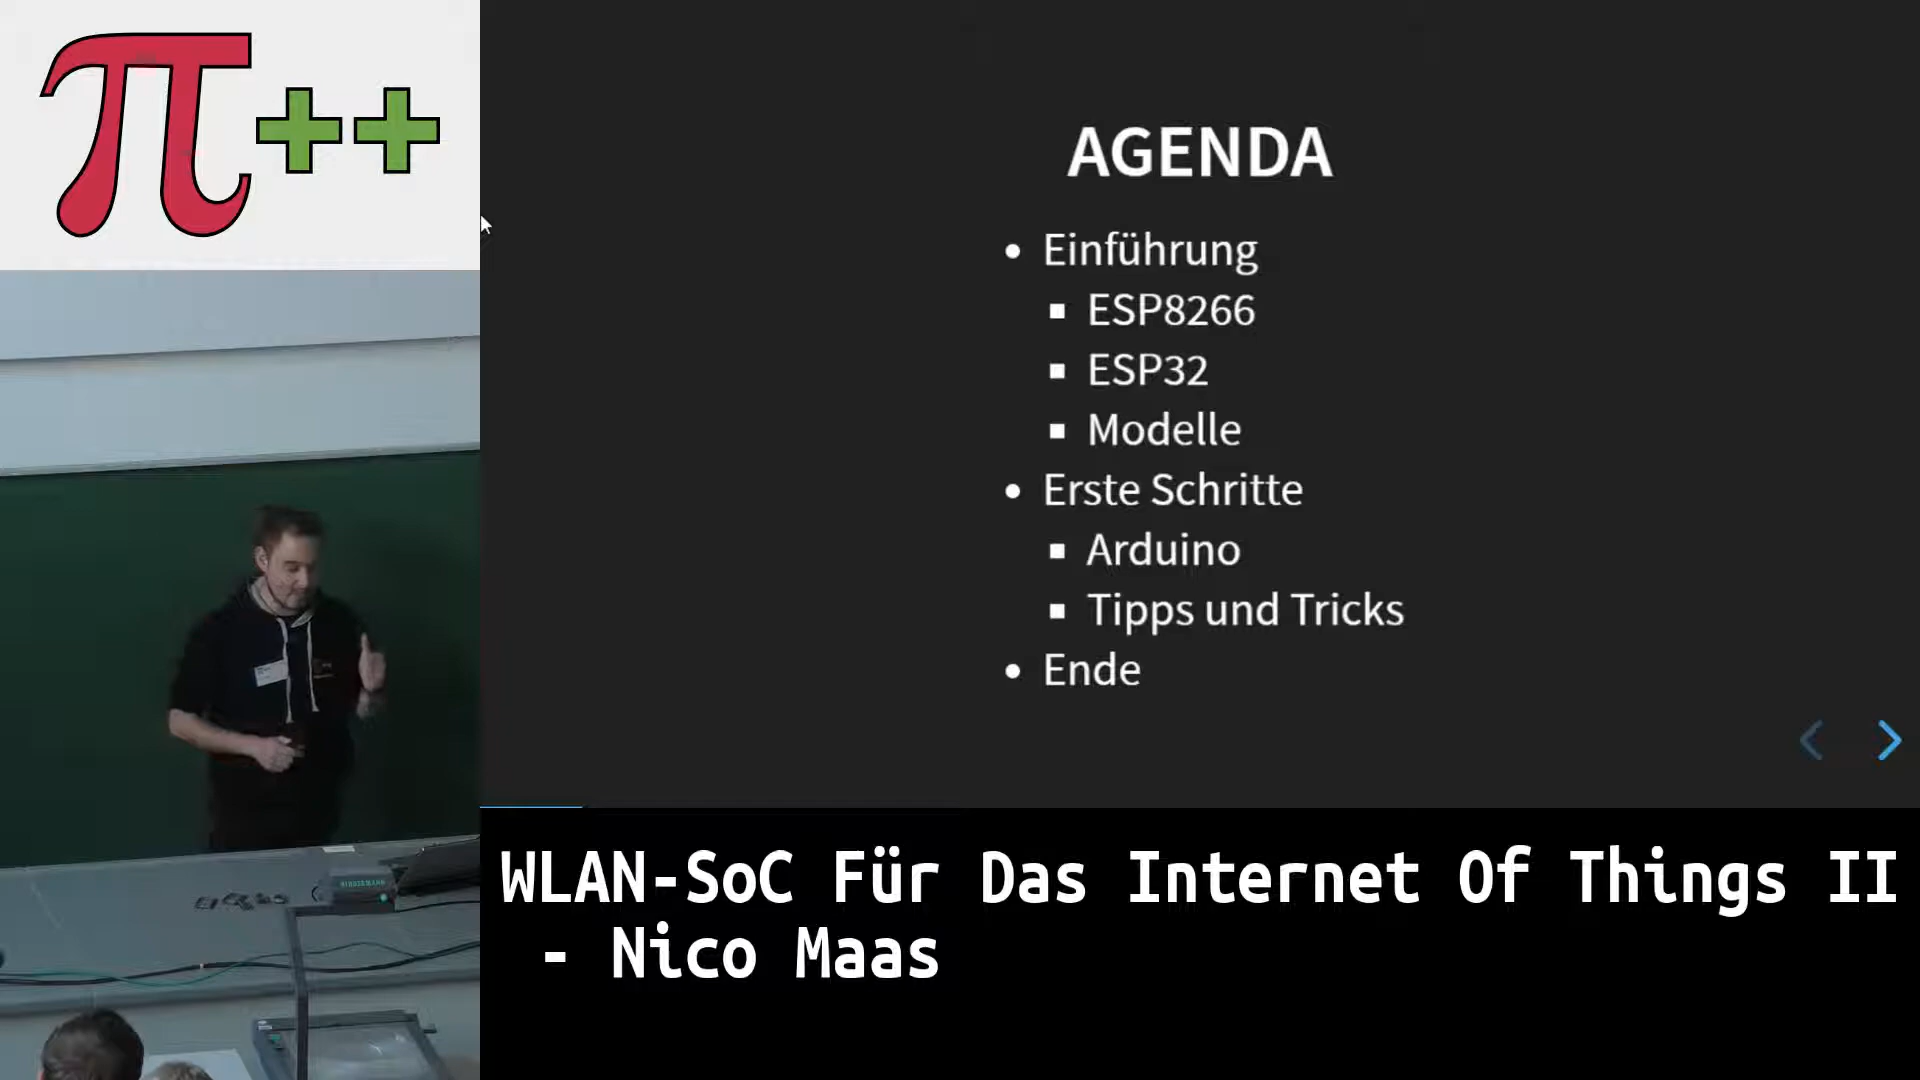 π++
AGENDA
Einführung
ESP8266
ESP32
Modelle
Erste Schritte
Arduino
Tipps und Tricks
Ende
WLAN-SoC Für Das Internet Of Things II
- Nico Maas